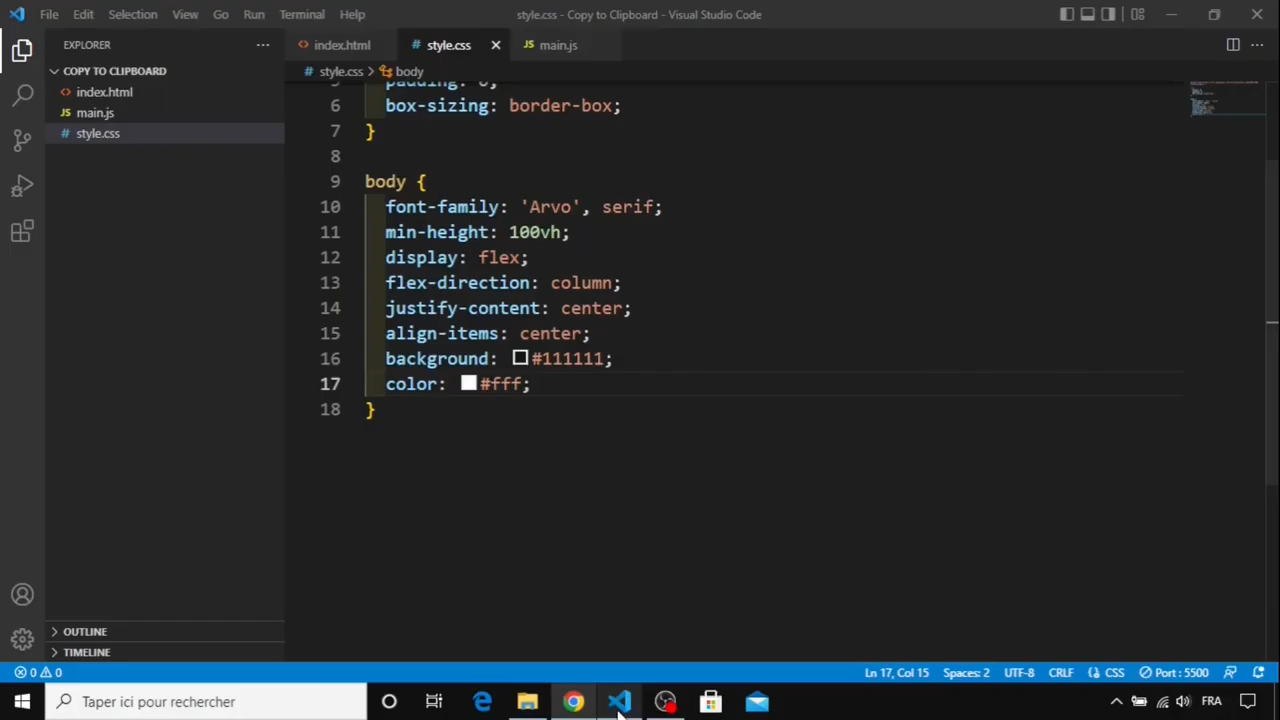 File Edit Selection View Go Run Terminal Help style.css - Copy to Clipboard - Visual Studio Code
EXPLORER
COPY TO CLIPBOARD
index.html
main.js
style.css
OUTLINE
TIMELINE
index.html style.css main.js
style.css body
6 box-sizing: border-box;
7 }
8
9 body {
10 font-family: 'Arvo', serif;
11 min-height: 100vh;
12 display: flex;
13 flex-direction: column;
14 justify-content: center;
15 align-items: center;
16 background: #111111;
17 color: #fff;
18 }
0 0 Ln 17, Col 15 Spaces: 2 UTF-8 CRLF CSS Port : 5500
Taper ici pour rechercher FRA